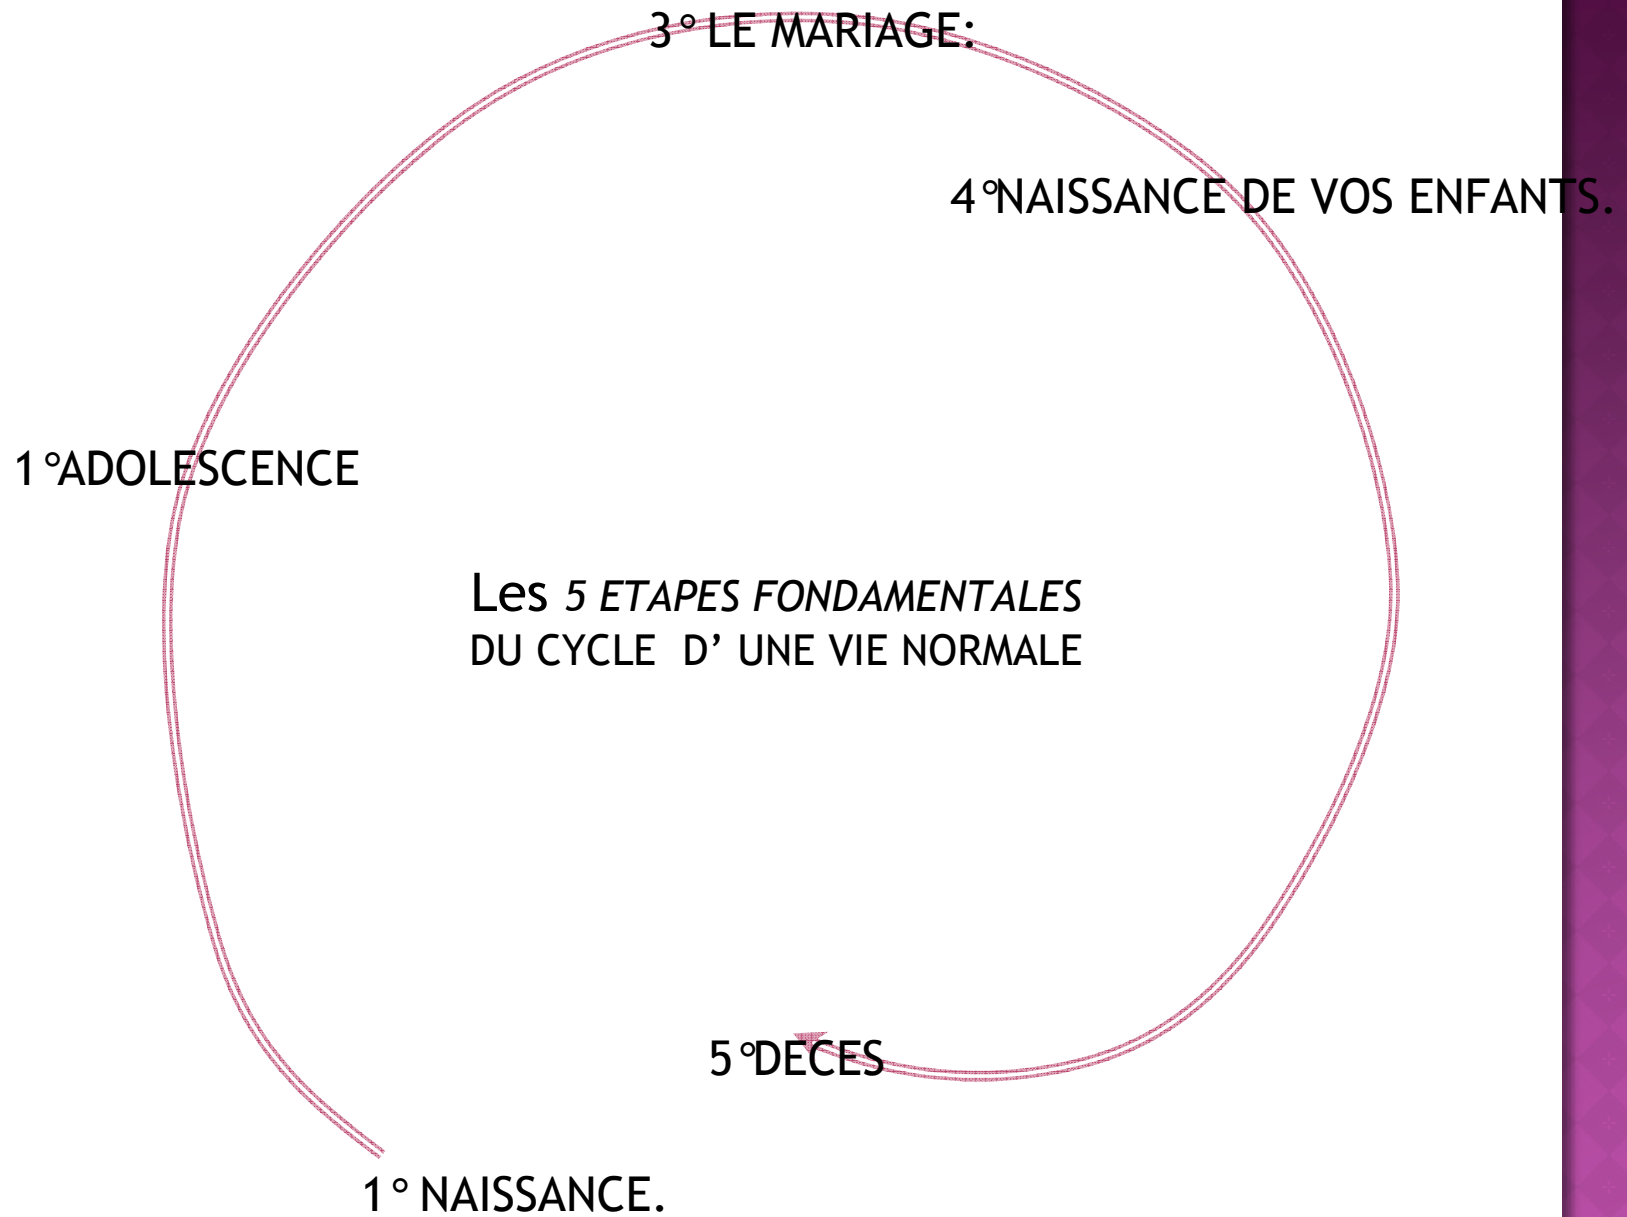 3° LE MARIAGE:
4°NAISSANCE DE VOS ENFANTS.
1°ADOLESCENCE
Les 5 ETAPES FONDAMENTALES
DU CYCLE D’ UNE VIE NORMALE
5°DECES
1° NAISSANCE.